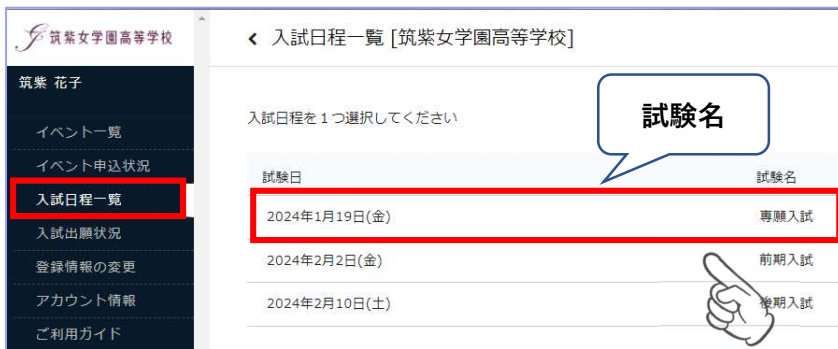 筑紫女学園高等学校
筑紫 花子
イベント一覧
イベント申込状況
入試日程一覧
入試出願状況
登録情報の変更
アカウント情報
ご利用ガイド
入試日程一覧 [筑紫女学園高等学校]
入試日程を1つ選択してください
試験名
試験日 試験名
2024年1月19日(金) 専願入試
2024年2月2日(金) 前期入試
2024年2月10日(土) 後期入試